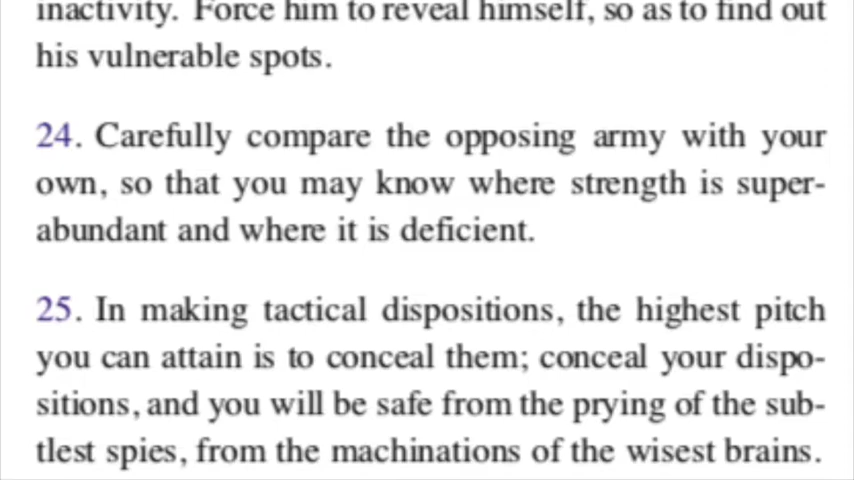 inactivity. Force him to reveal himself, so as to find out
his vulnerable spots.
24. Carefully compare the opposing army with your
own, so that you may know where strength is super-
abundant and where it is deficient.
25. In making tactical dispositions, the highest pitch
you can attain is to conceal them; conceal your dispo-
sitions, and you will be safe from the prying of the sub-
tlest spies, from the machinations of the wisest brains.